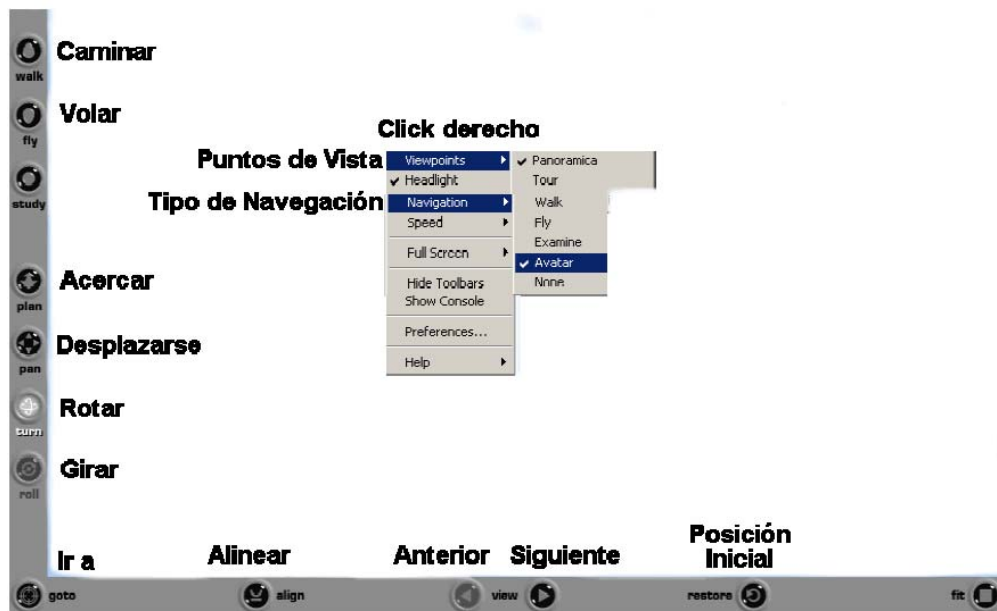 Caminar
walk
Volar
fly
study
Click derecho
Puntos de Vista
Viewpoints
Panoramica
Headlight
Tour
Tipo de Navegación
Navigation
Walk
Speed
Fly
Examine
Full Screen
Avatar
Hide Toolbars
None
Show Console
Preferences...
Help
Acercar
plan
Desplazarse
pan
Rotar
turn
Girar
roll
Ir a
Alinear
Anterior
Siguiente
Posición
Inicial
goto
align
view
restore
fit